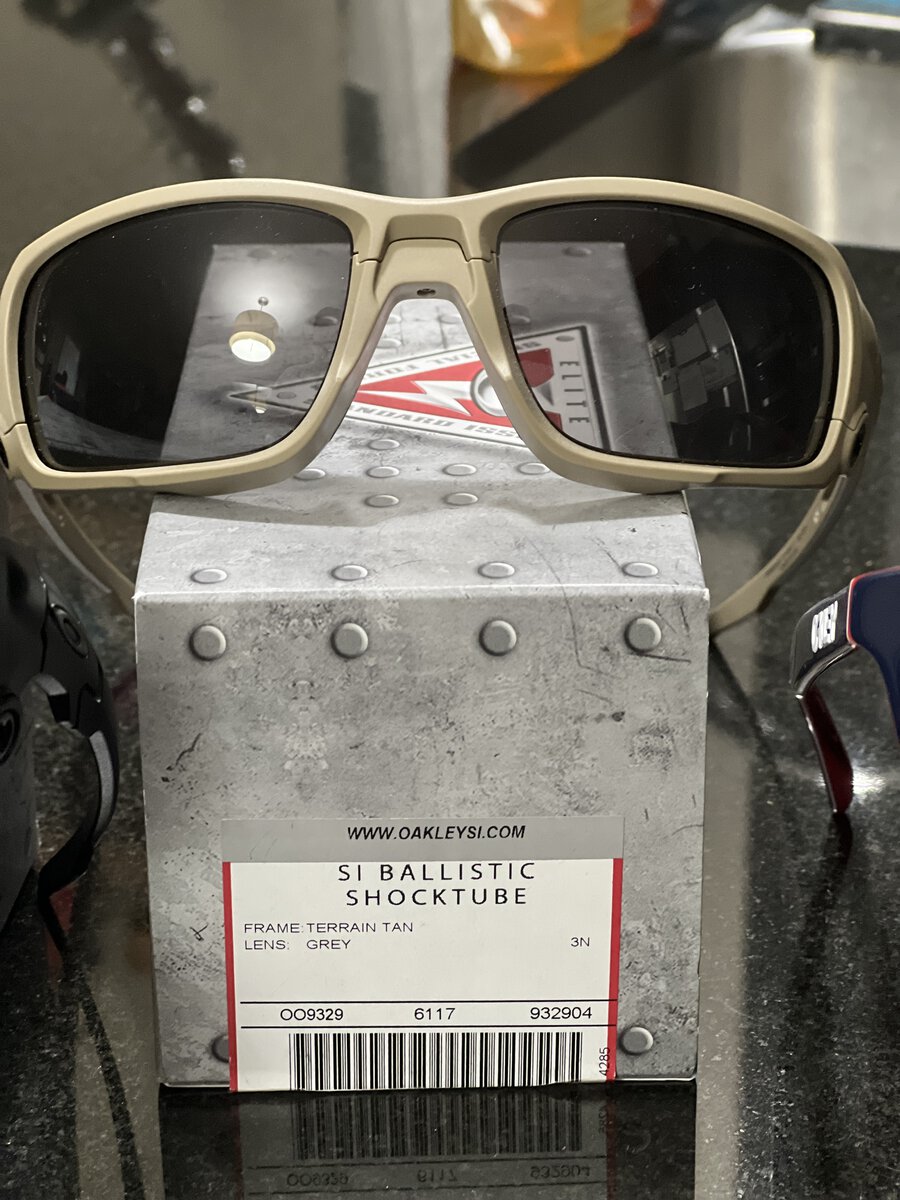 ELITE
WWW.OAKLEYSI.COM
SI BALLISTIC
SHOCKTUBE
FRAME: TERRAIN TAN
LENS: GREY 3N
OO9329 6117 932904
4285